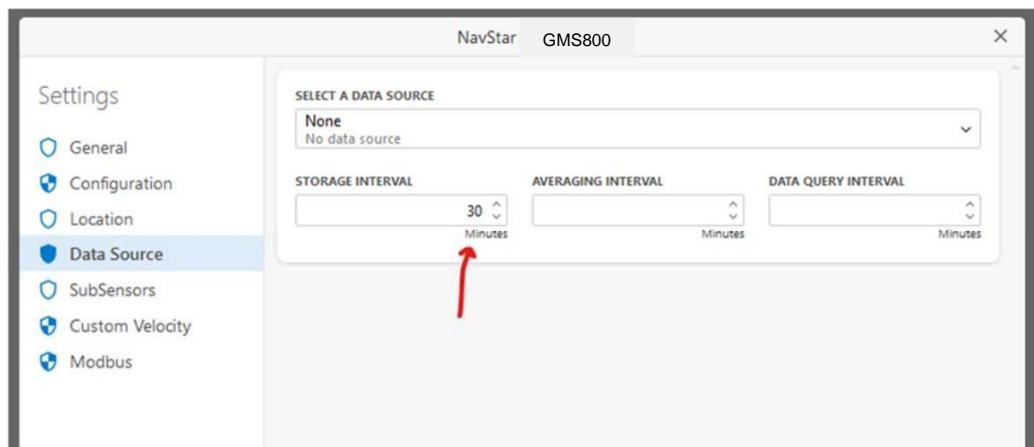 NavStar GMS800
Settings
General
Configuration
Location
Data Source
SubSensors
Custom Velocity
Modbus
SELECT A DATA SOURCE
None
No data source
STORAGE INTERVAL AVERAGING INTERVAL DATA QUERY INTERVAL
30
Minutes Minutes Minutes